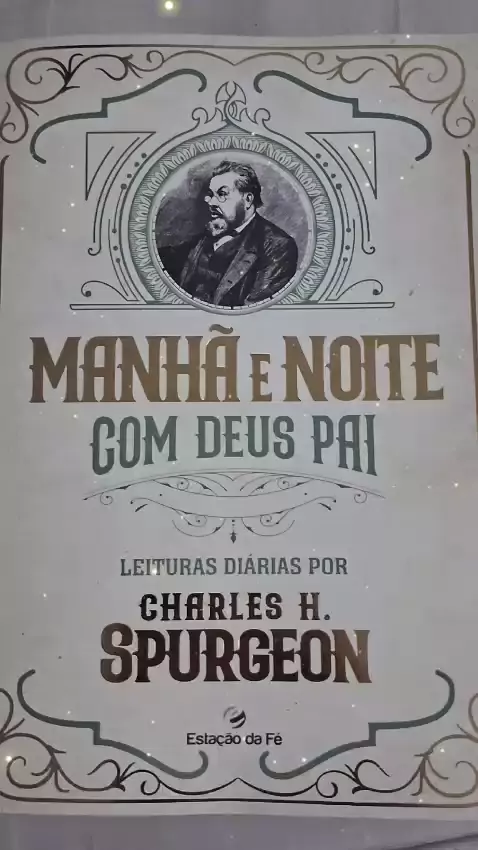 MANHÃ E NOITE
COM DEUS PAI
LEITURAS DIÁRIAS POR
CHARLES H.
SPURGEON
Estação da Fé